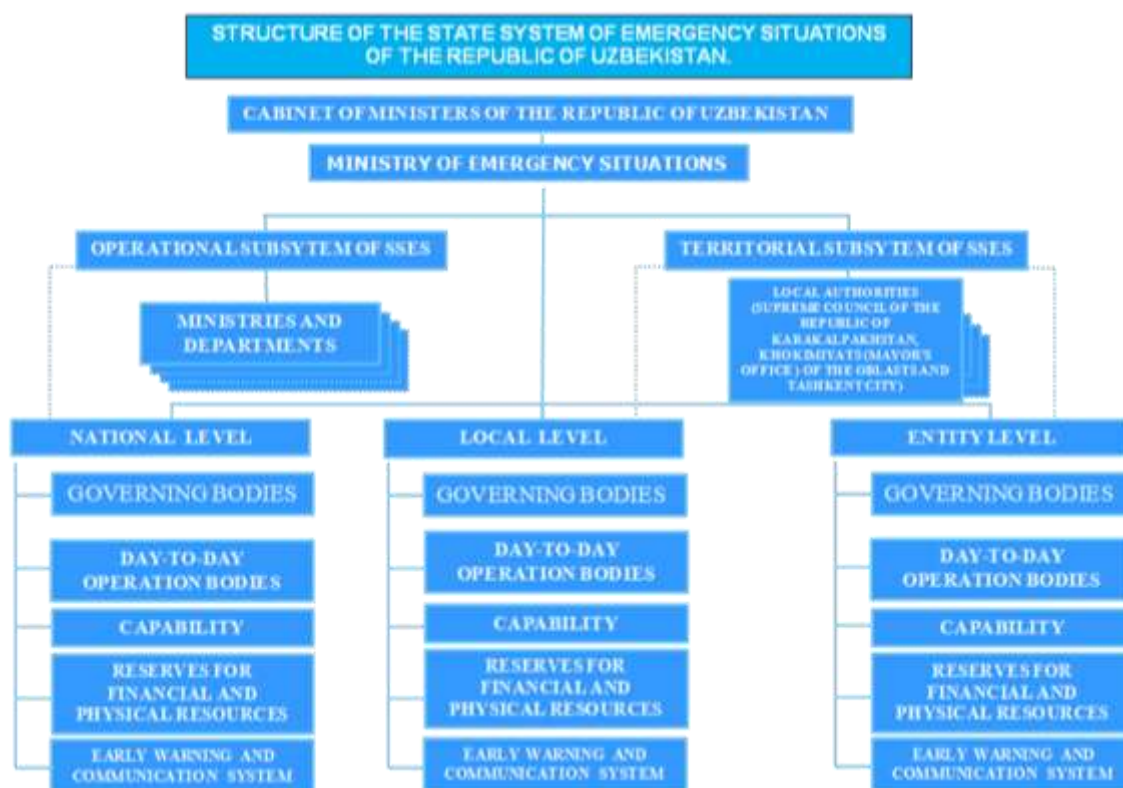 STRUCTURE OF THE STATE SYSTEM OF EMERGENCY SITUATIONS
OF THE REPUBLIC OF UZBEKISTAN.
CABINET OF MINISTERS OF THE REPUBLIC OF UZBEKISTAN
MINISTRY OF EMERGENCY SITUATIONS
OPERATIONAL SUBSYTEM OF SSES
TERRITORIAL SUBSYTEM OF SSES
MINISTRIES AND
DEPARTMENTS
LOCAL AUTHORITIES
(SUPREME COUNCIL OF THE
REPUBLIC OF
KARAKALPAKHSTAN,
KHOKIMIYATS (MAYOR'S
OFFICE) OF THE OBLASTS AND
TASHKENT CITY)
NATIONAL LEVEL
GOVERNING BODIES
DAY-TO-DAY
OPERATION BODIES
CAPABILITY
RESERVES FOR
FINANCIAL AND
PHYSICAL RESOURCES
EARLY WARNING AND
COMMUNICATION SYSTEM
LOCAL LEVEL
GOVERNING BODIES
DAY-TO-DAY
OPERATION BODIES
CAPABILITY
RESERVES FOR
FINANCIAL AND
PHYSICAL RESOURCES
EARLY WARNING AND
COMMUNICATION SYSTEM
ENTITY LEVEL
GOVERNING BODIES
DAY-TO-DAY
OPERATION BODIES
CAPABILITY
RESERVES FOR
FINANCIAL AND
PHYSICAL RESOURCES
EARLY WARNING AND
COMMUNICATION SYSTEM